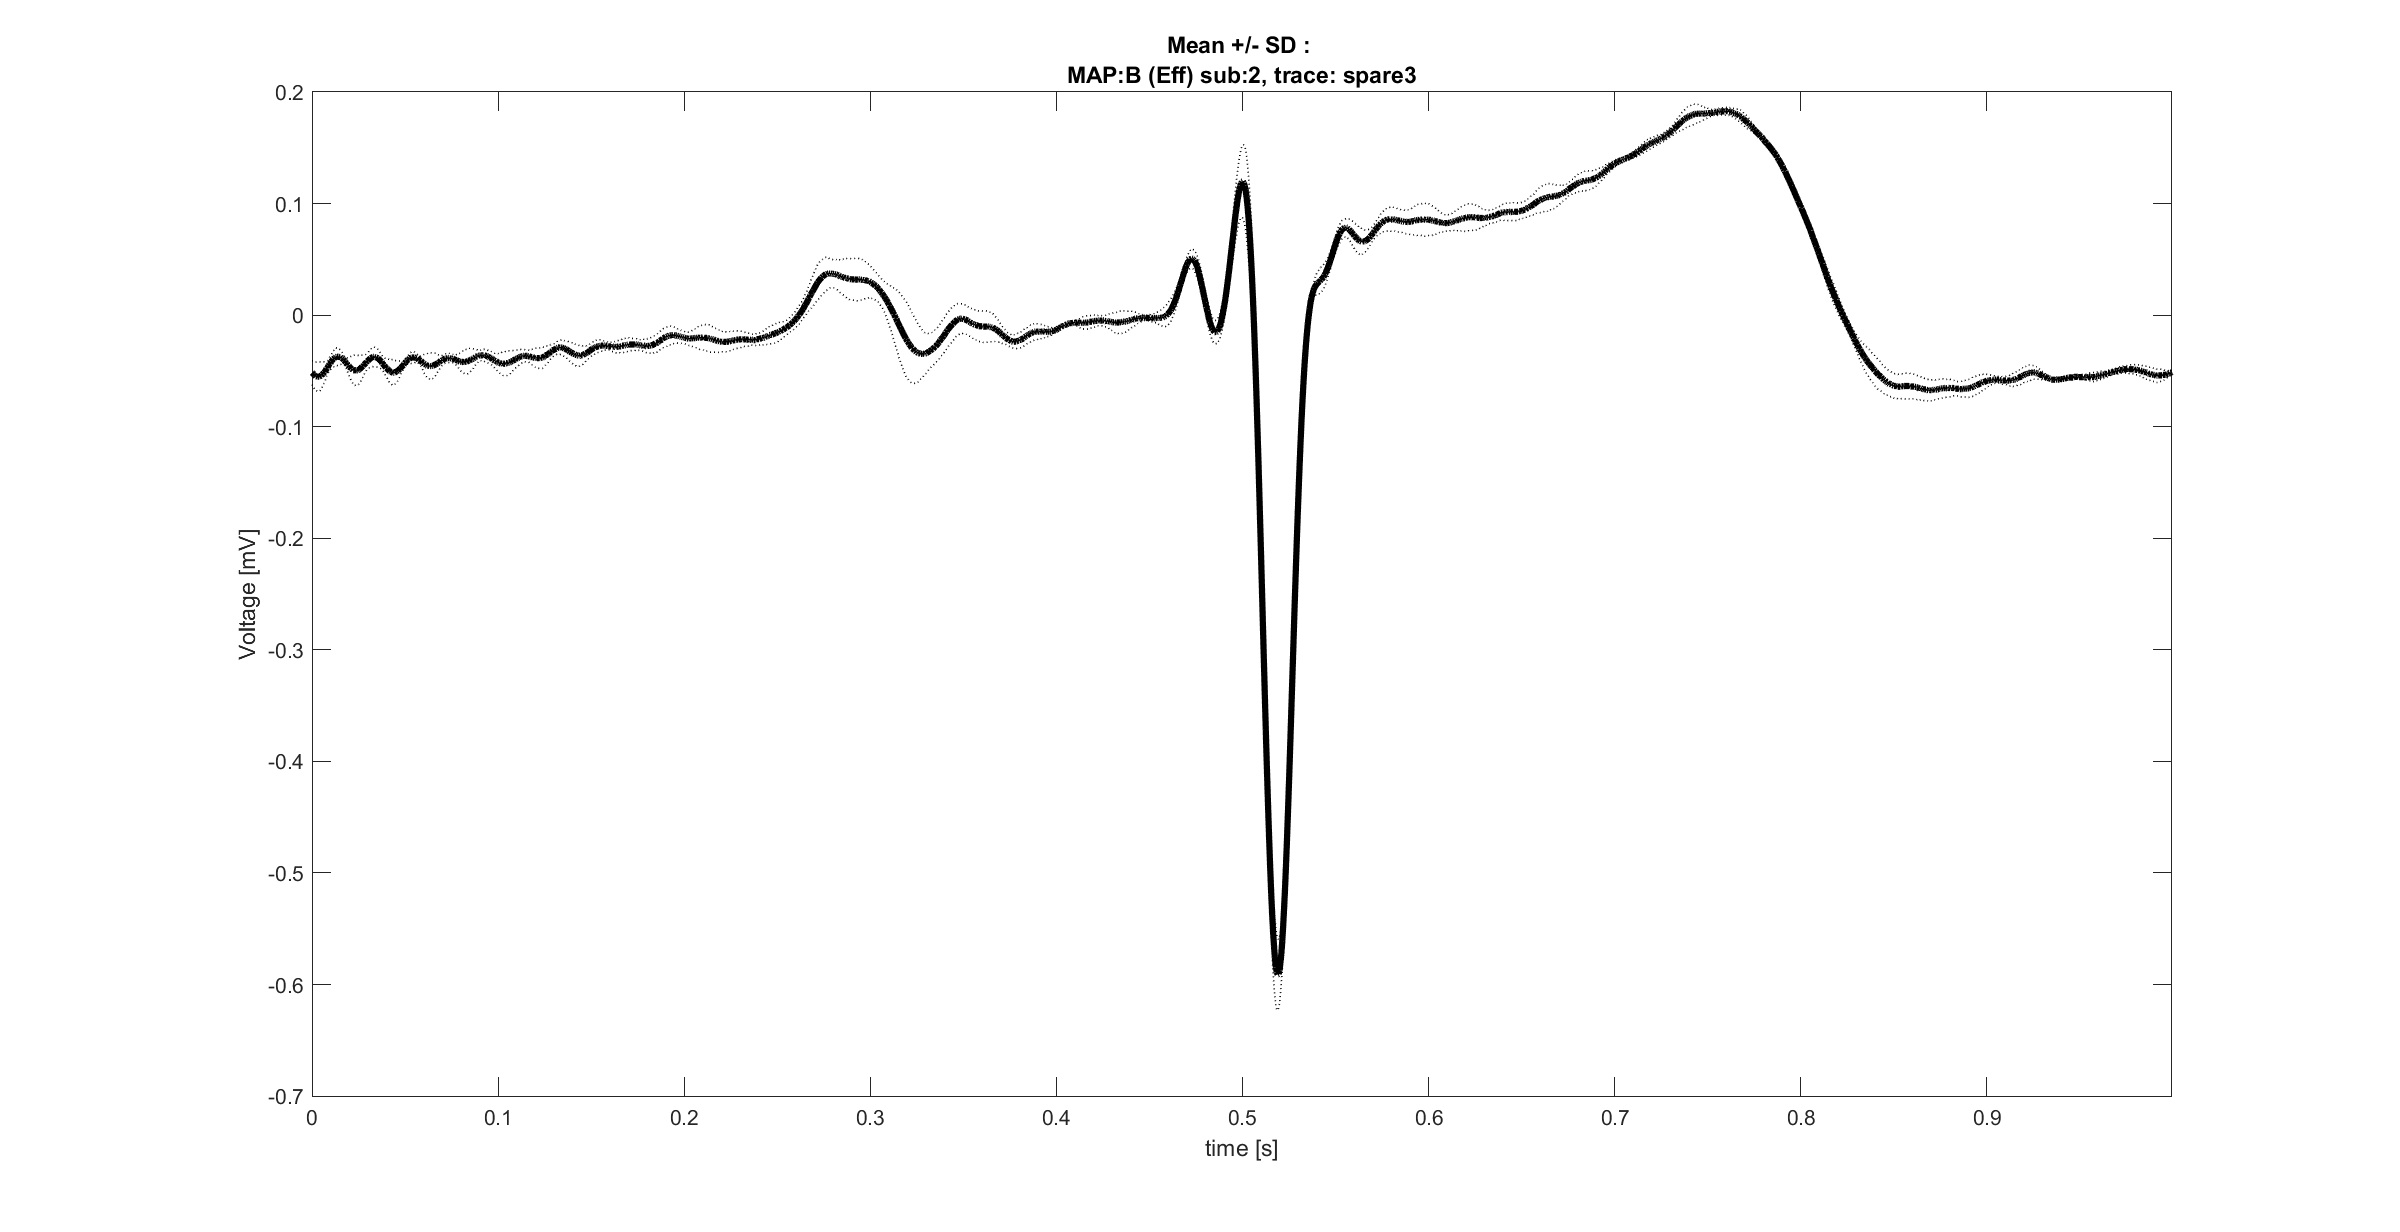 Mean +/- SD :
MAP:B (Eff) sub:2, trace: spare3
0.2
0.1
0
-0.1
-0.2
-0.3
-0.4
-0.5
-0.6
-0.7
Voltage [mV]
0 0.1 0.2 0.3 0.4 0.5 0.6 0.7 0.8 0.9
time [s]